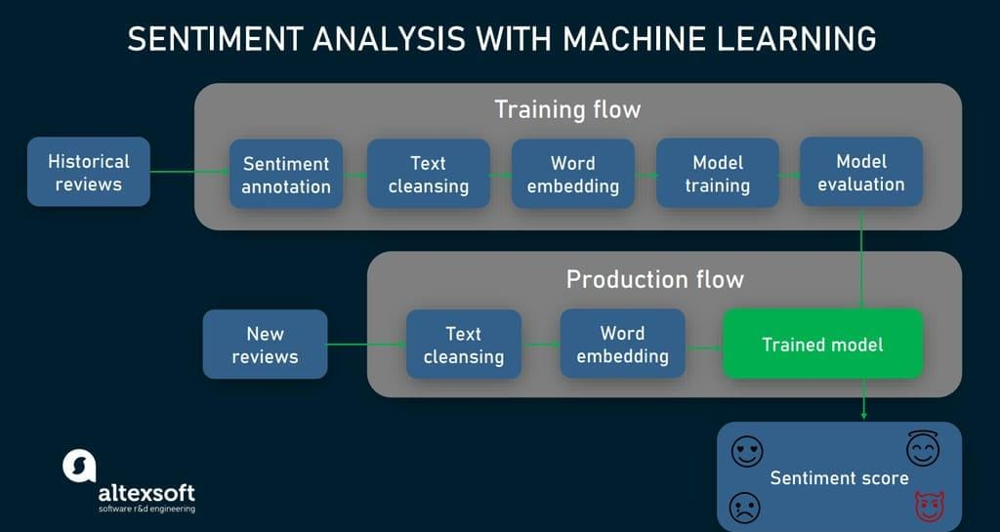 SENTIMENT ANALYSIS WITH MACHINE LEARNING
Training flow
Historical
reviews
Sentiment
annotation
Text
cleansing
Word
embedding
Model
training
Model
evaluation
Production flow
New
reviews
Text
cleansing
Word
embedding
Trained model
Sentiment score
altexsoft
software r&d engineering